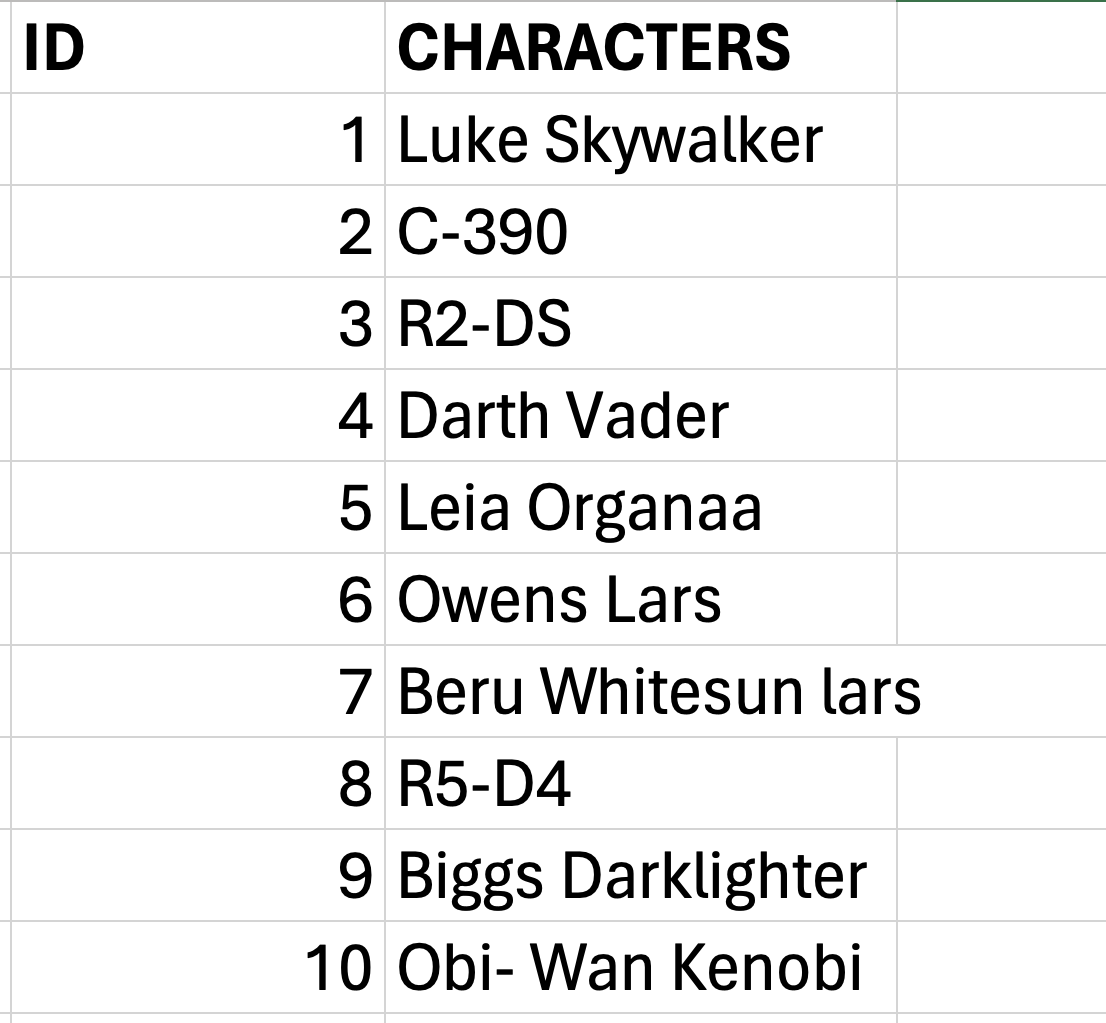 ID CHARACTERS
1 Luke Skywalker
2 C-390
3 R2-DS
4 Darth Vader
5 Leia Organaa
6 Owens Lars
7 Beru Whitesun lars
8 R5-D4
9 Biggs Darklighter
10 Obi- Wan Kenobi